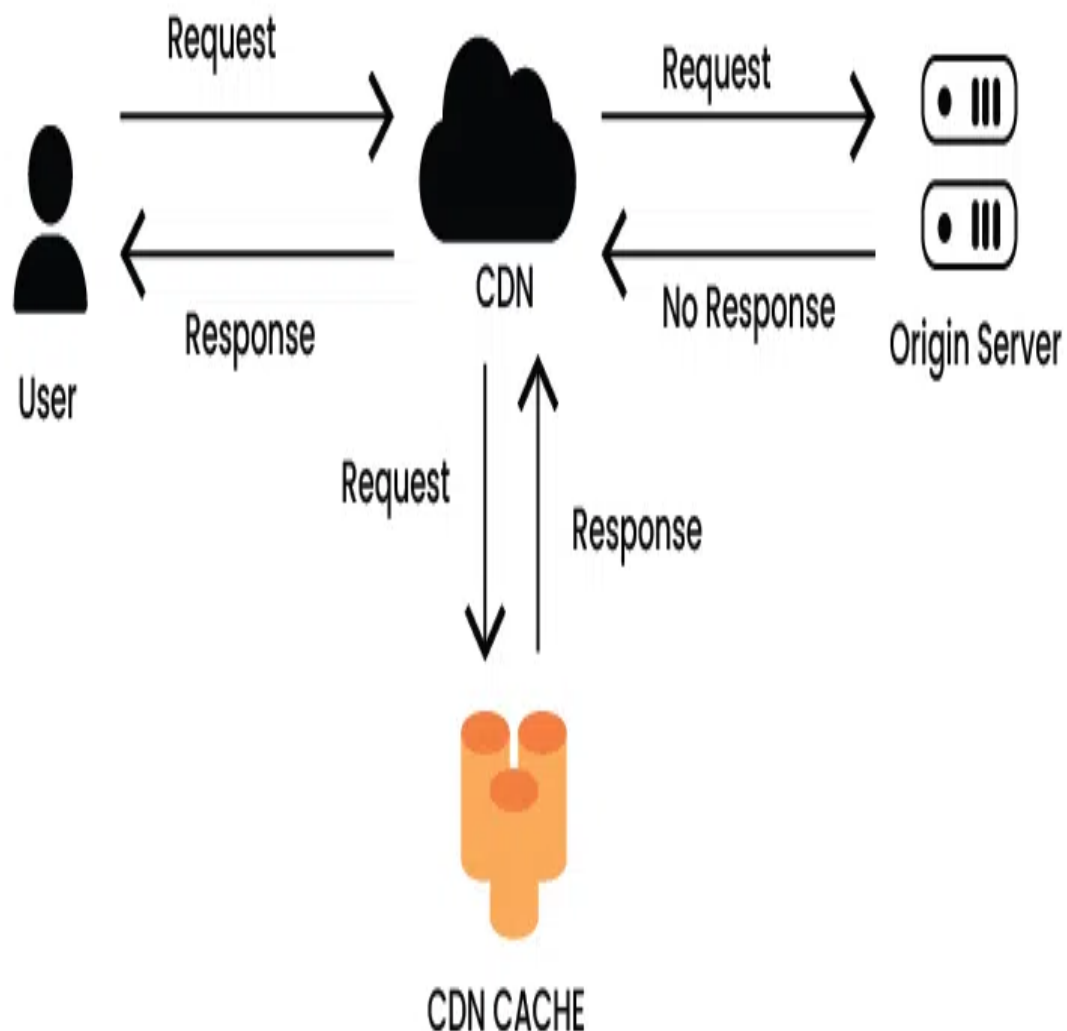 Request
Request
CDN
No Response
Origin Server
Response
User
Request
Response
CDN CACHE